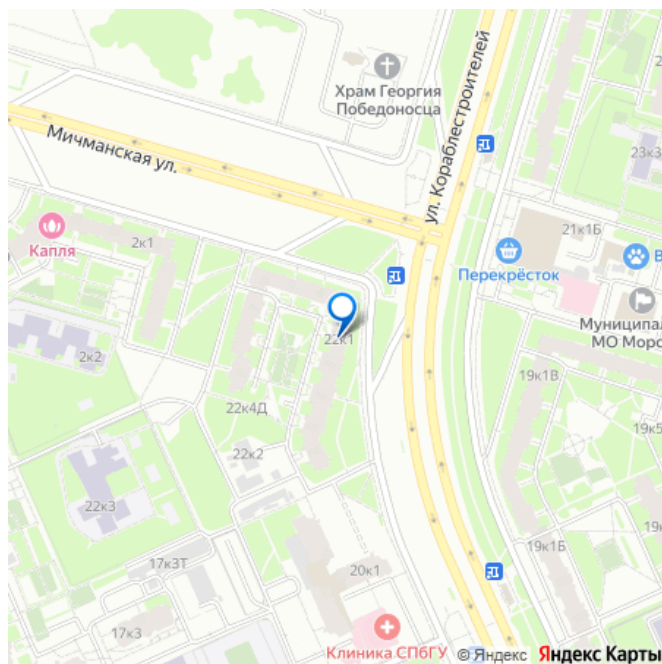 Храм Георгия
Победоносца
ул. Кораблестроителей
Мичманская ул.
23к3
21к1Б
Капля
2к1
Перекрёсток
В
Муниципал
МО Моро
22к1
2к2
19к1В
22к4Д
19к5
22к2
22к3
17к3Т
19к1Б
20к1
17к3
Клиника СПбГУ
© Яндекс Яндекс Карты